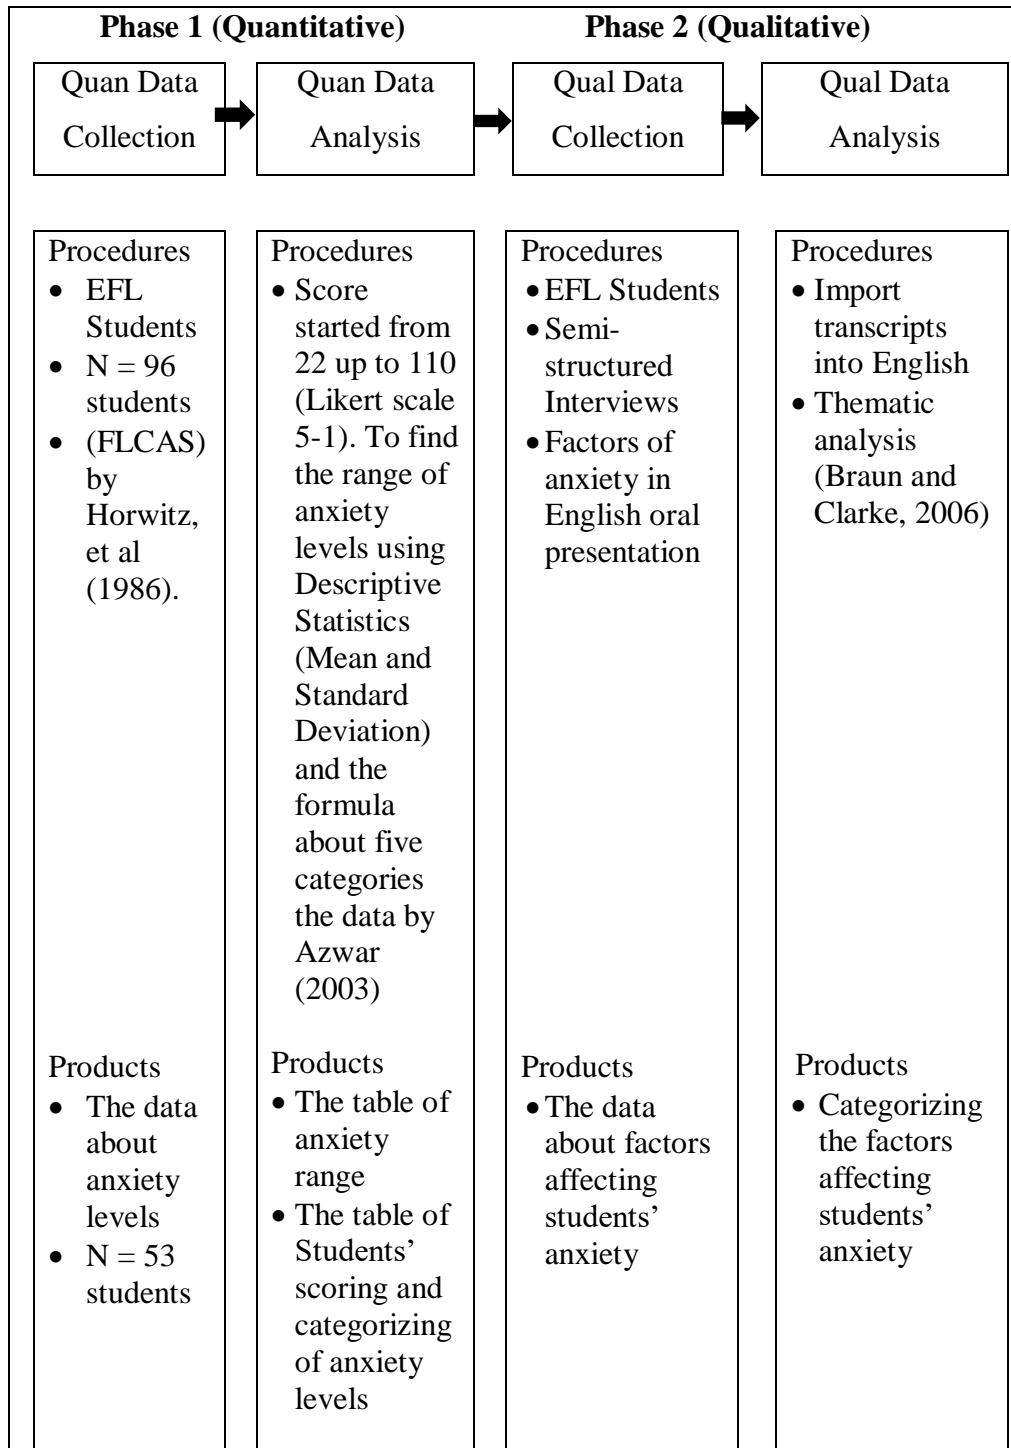 Phase 1 (Quantitative)
Phase 2 (Qualitative)
Quan Data
Collection
Quan Data
Analysis
Qual Data
Collection
Qual Data
Analysis
Procedures
• EFL
Students
• N = 96
students
• (FLCAS)
by
Horwitz,
et al
(1986).
Products
• The data
about
anxiety
levels
• N = 53
students
Procedures
• Score
started from
22 up to 110
(Likert scale
5-1). To find
the range of
anxiety
levels using
Descriptive
Statistics
(Mean and
Standard
Deviation)
and the
formula
about five
categories
the data by
Azwar
(2003)
Products
• The table of
anxiety
range
• The table of
Students’
scoring and
categorizing
of anxiety
levels
Procedures
• EFL Students
• Semi-
structured
Interviews
• Factors of
anxiety in
English oral
presentation
Products
• The data
about factors
affecting
students’
anxiety
Procedures
• Import
transcripts
into English
• Thematic
analysis
(Braun and
Clarke, 2006)
Products
• Categorizing
the factors
affecting
students’
anxiety